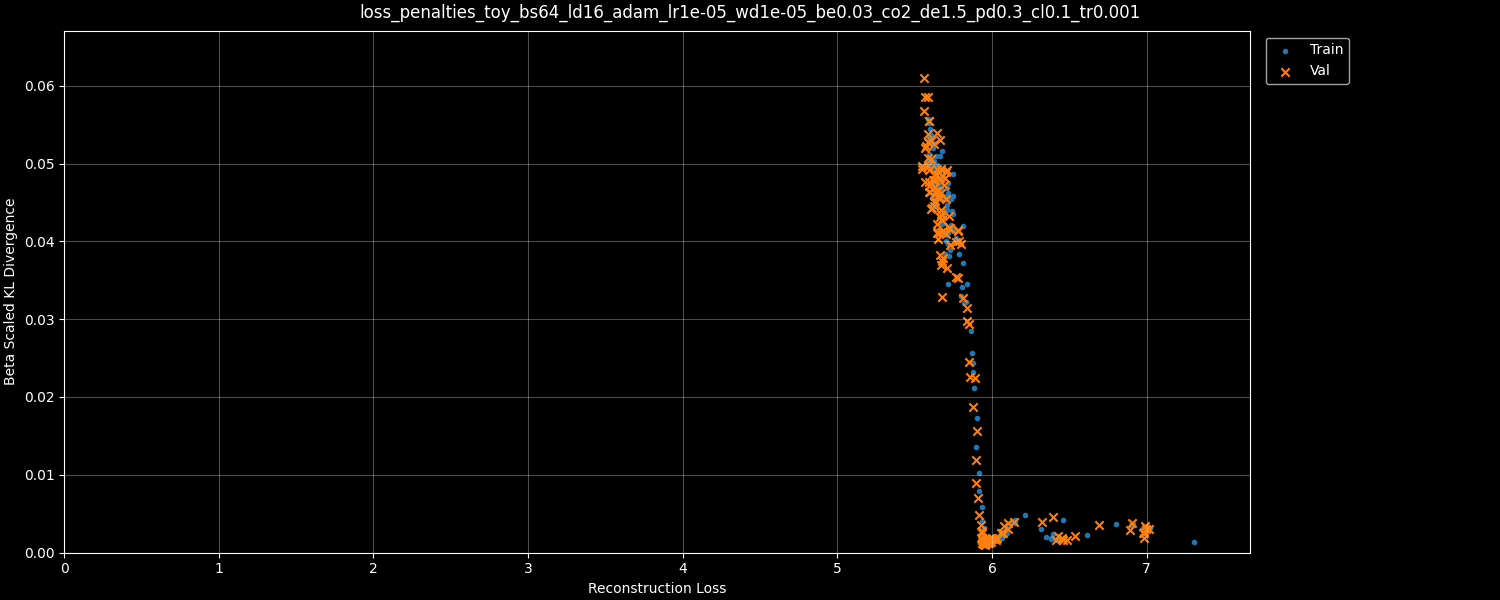 loss_penalties_toy_bs64_ld16_adam_lr1e-05_wd1e-05_be0.03_co2_de1.5_pd0.3_cl0.1_tr0.001
Train
Val
0.06
0.05
0.04
0.03
0.02
0.01
0.00
Beta Scaled KL Divergence
0 1 2 3 4 5 6 7
Reconstruction Loss